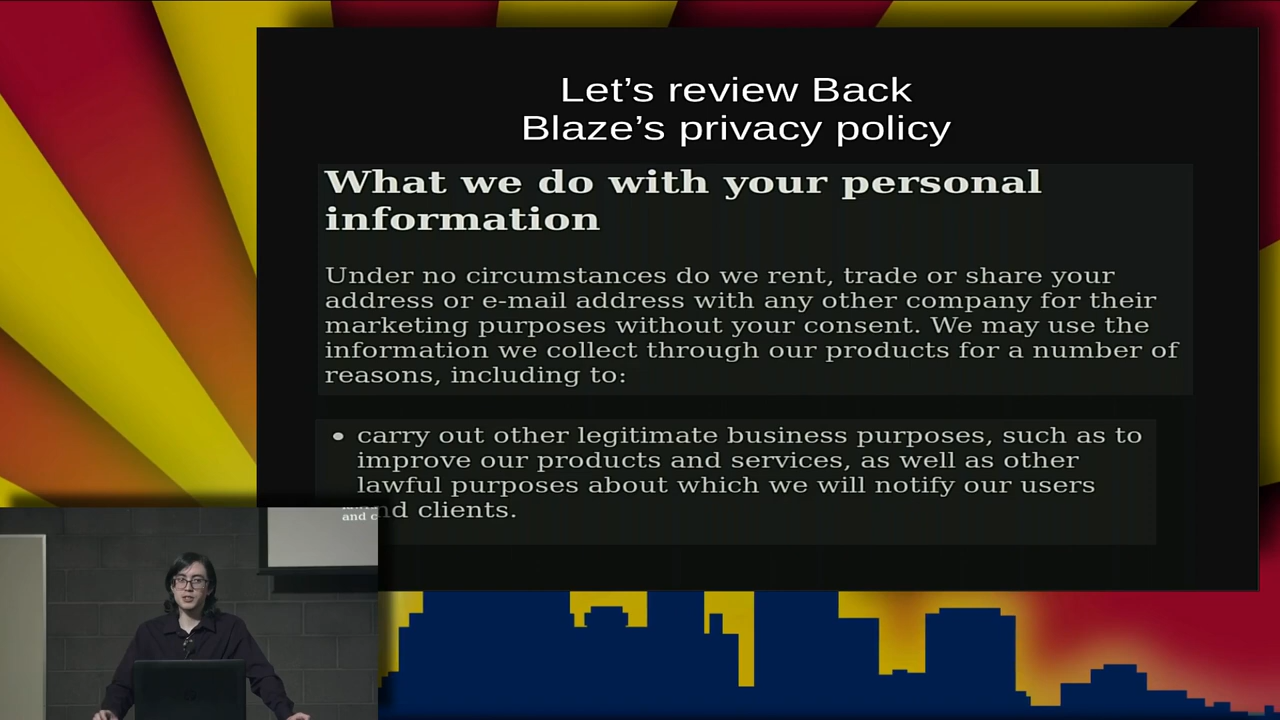 Let’s review Back
Blaze’s privacy policy
What we do with your personal
information
Under no circumstances do we rent, trade or share your
address or e-mail address with any other company for their
marketing purposes without your consent. We may use the
information we collect through our products for a number of
reasons, including to:
• carry out other legitimate business purposes, such as to
improve our products and services, as well as other
lawful purposes about which we will notify our users
nd clients.
and c